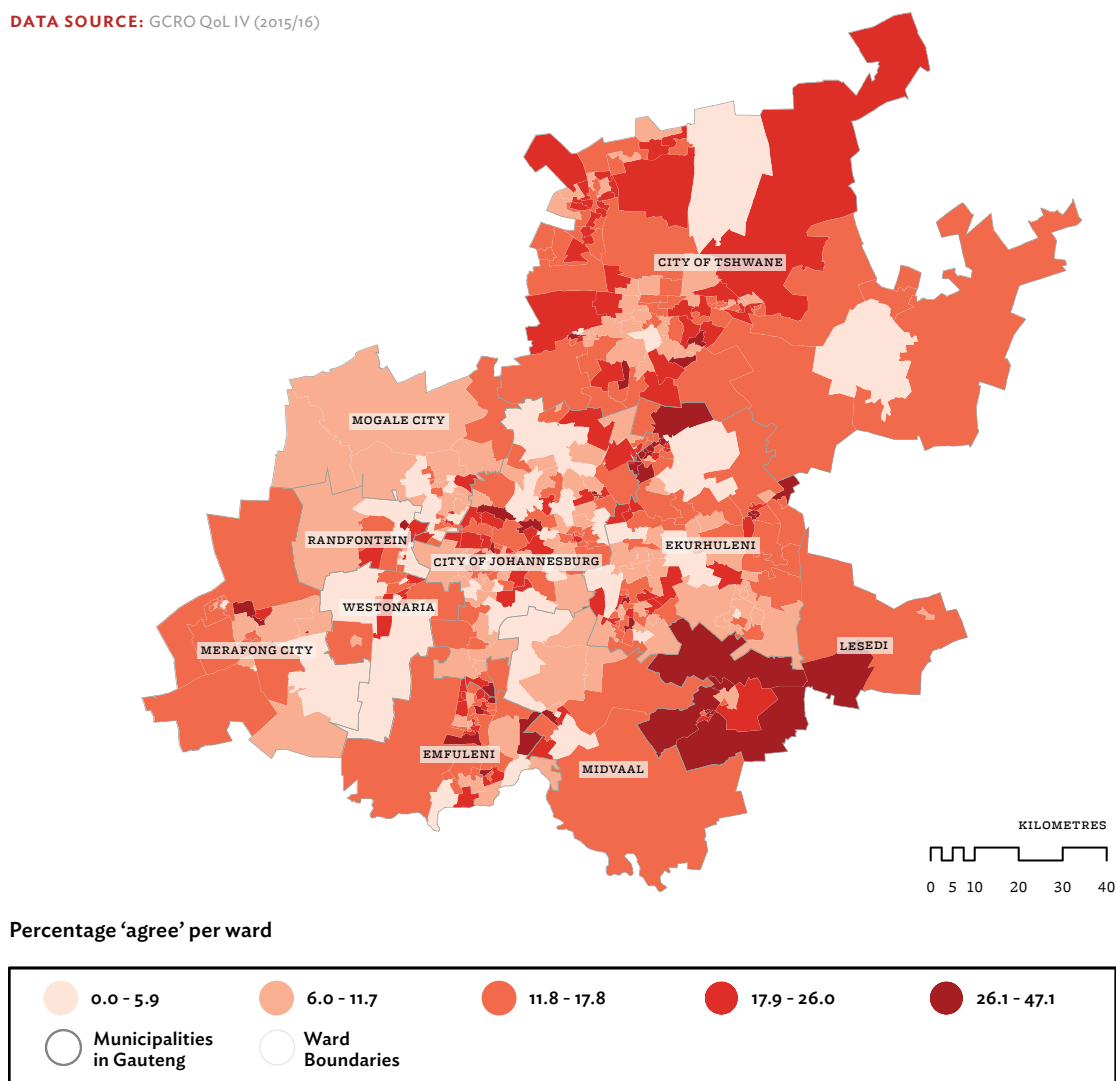 DATA SOURCE: GCRO QoL IV (2015/16)
CITY OF TSHWANE
MOGALE CITY
RANDFONTEIN
EKURHULENI
CITY OF JOHANNESBURG
WESTONARIA
MERAFONG CITY
LESEDI
EMFULENI
MIDVAAL
KILOMETRES
0 5 10 20 30 40
Percentage ‘agree’ per ward
0.0 - 5.9
6.0 - 11.7
11.8 - 17.8
17.9 - 26.0
26.1 - 47.1
Municipalities
in Gauteng
Ward
Boundaries